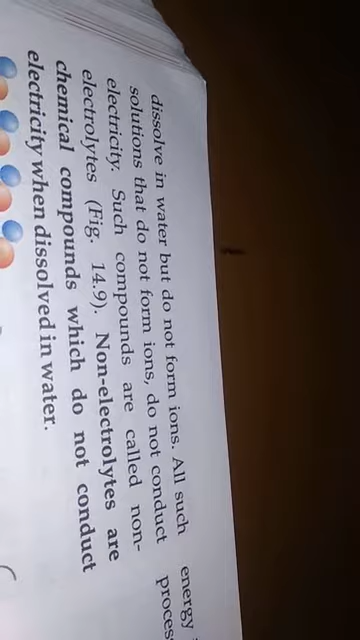 dissolve in water but do not form ions. All such
solutions that do not form ions, do not conduct
electricity. Such compounds are called non-
electrolytes (Fig. 14.9). Non-electrolytes are
chemical compounds which do not conduct
electricity when dissolved in water.
energy